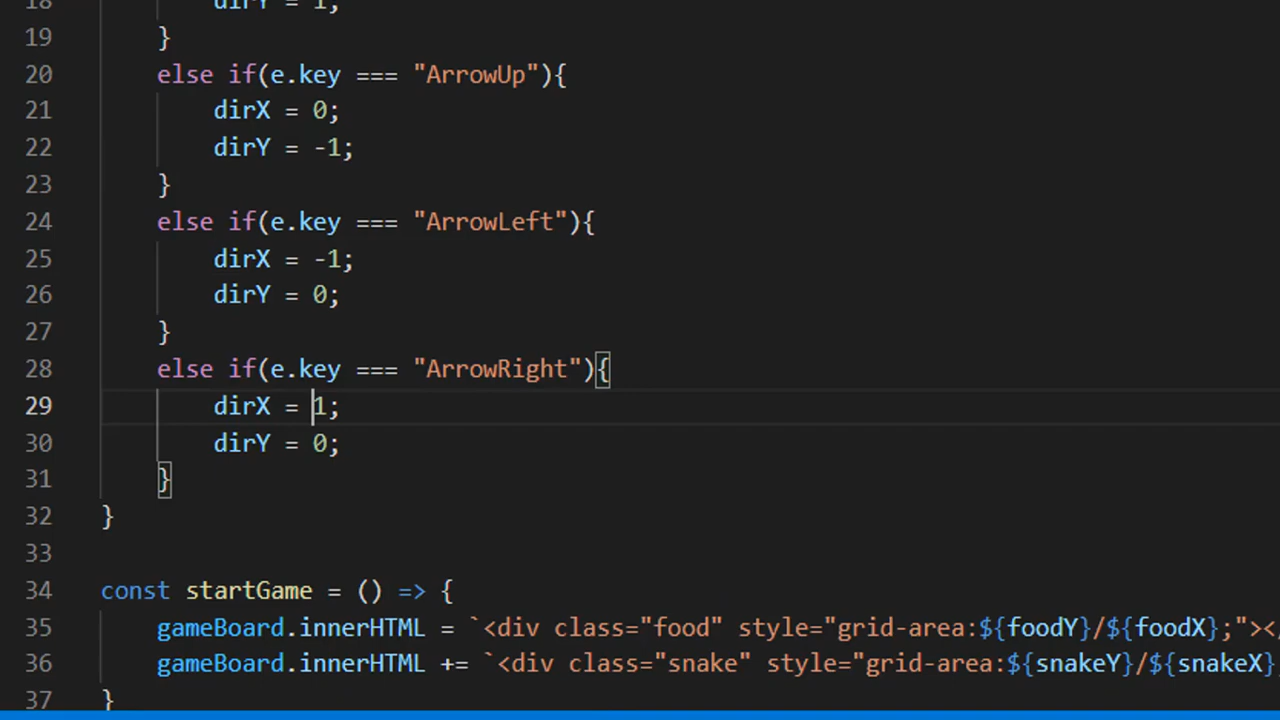 18 dirY = 1;
19 }
20 else if(e.key === "ArrowUp"){
21 dirX = 0;
22 dirY = -1;
23 }
24 else if(e.key === "ArrowLeft"){
25 dirX = -1;
26 dirY = 0;
27 }
28 else if(e.key === "ArrowRight"){
29 dirX = 1;
30 dirY = 0;
31 }
32 }
33
34 const startGame = () => {
35 gameBoard.innerHTML = `<div class="food" style="grid-area:${foodY}/${foodX};"></
36 gameBoard.innerHTML += `<div class="snake" style="grid-area:${snakeY}/${snakeX}
37 }